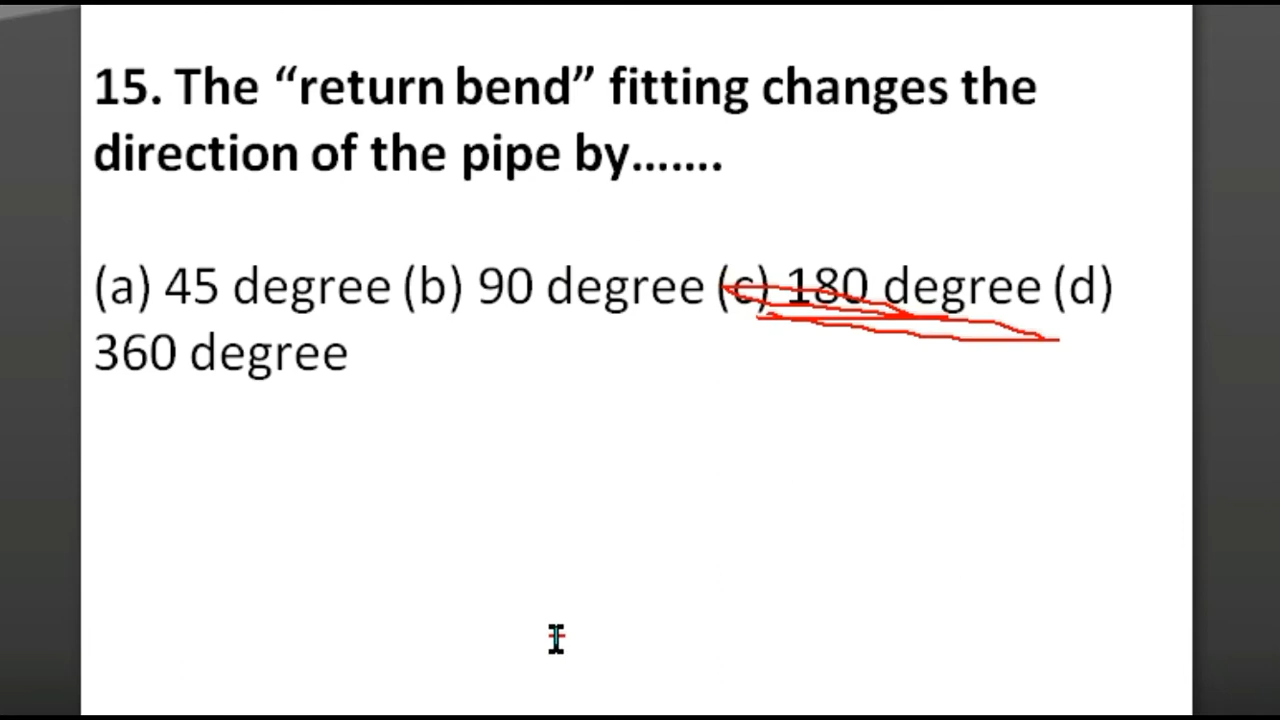 15. The “return bend” fitting changes the
direction of the pipe by.......
(a) 45 degree (b) 90 degree (c) 180 degree (d)
360 degree